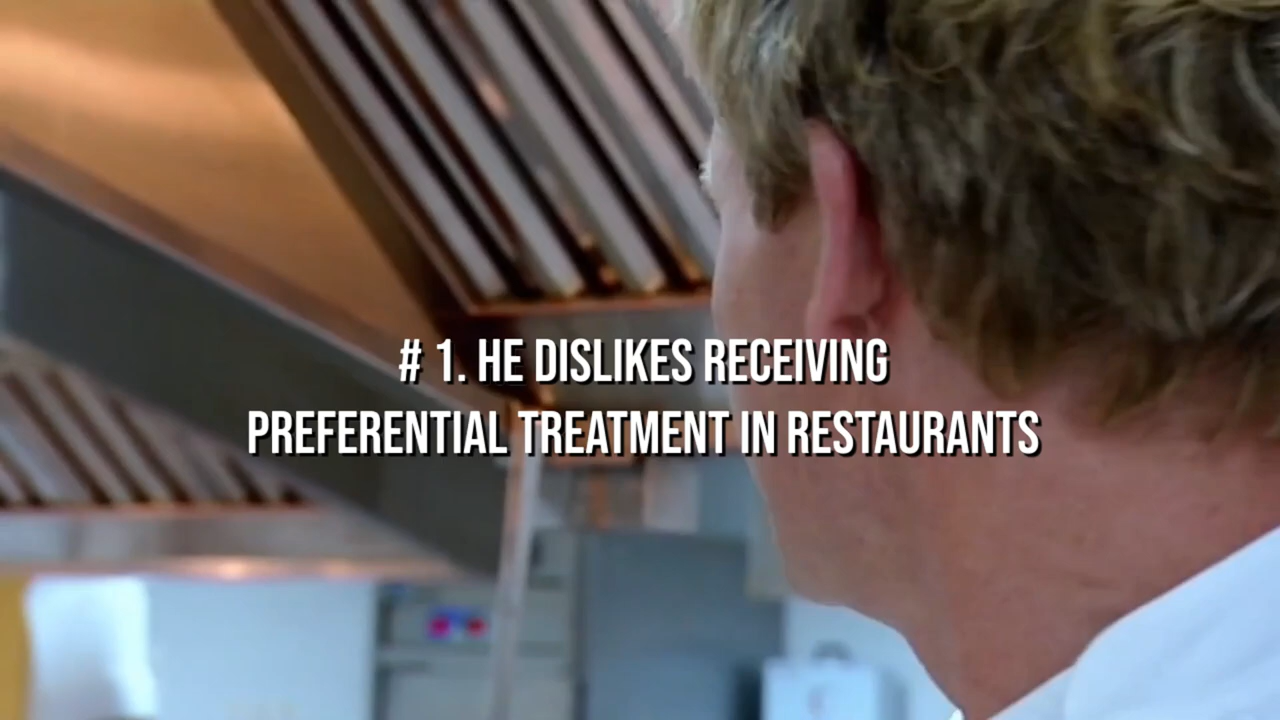 # 1. HE DISLIKES RECEIVING
PREFERENTIAL TREATMENT IN RESTAURANTS